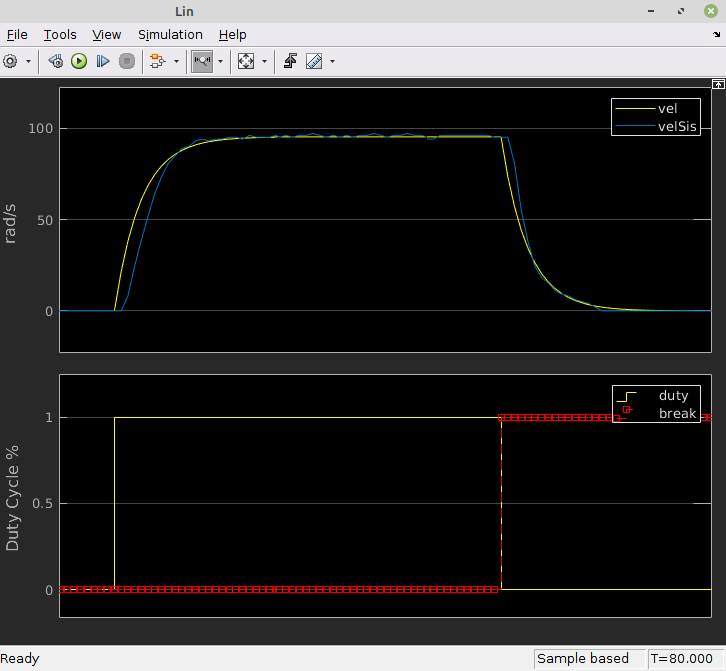 Lin
File Tools View Simulation Help
100
50
0
rad/s
vel
velSis
1
0.5
0
Duty Cycle %
duty
break
Ready
Sample based
T=80.000